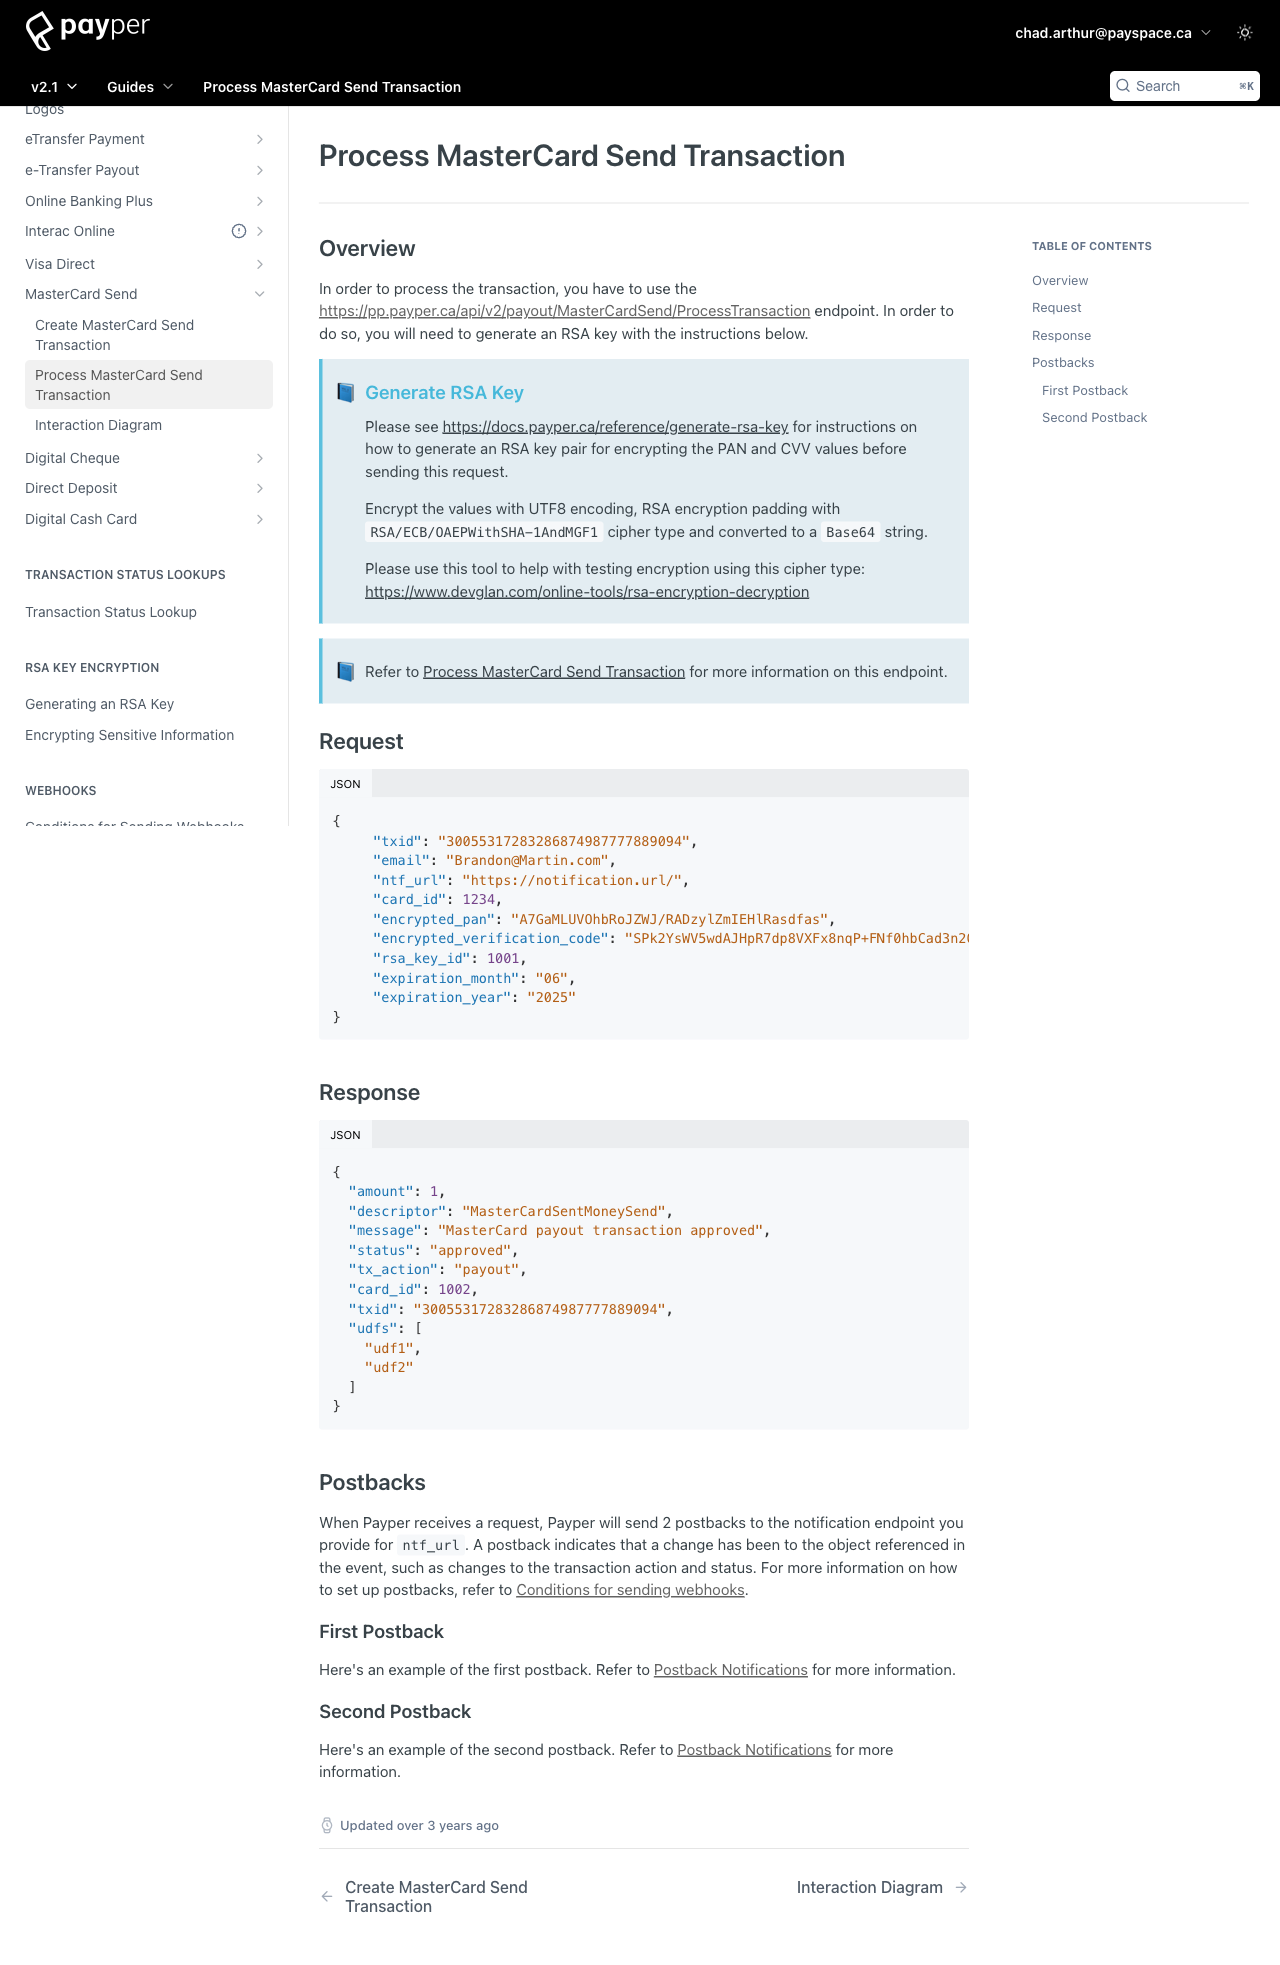 payper
chad.arthur@payspace.ca
v2.1
Guides
Process MasterCard Send Transaction
Search
⌘K
Logos
eTransfer Payment
e-Transfer Payout
Online Banking Plus
Interac Online
Visa Direct
MasterCard Send
Create MasterCard Send
Transaction
Process MasterCard Send
Transaction
Interaction Diagram
Digital Cheque
Direct Deposit
Digital Cash Card
TRANSACTION STATUS LOOKUPS
Transaction Status Lookup
RSA KEY ENCRYPTION
Generating an RSA Key
Encrypting Sensitive Information
WEBHOOKS
Conditions for Sending Webhooks
Process MasterCard Send Transaction
Overview
In order to process the transaction, you have to use the
https://pp.payper.ca/api/v2/payout/MasterCardSend/ProcessTransaction endpoint. In order to
do so, you will need to generate an RSA key with the instructions below.
Generate RSA Key
Please see https://docs.payper.ca/reference/generate-rsa-key for instructions on
how to generate an RSA key pair for encrypting the PAN and CVV values before
sending this request.
Encrypt the values with UTF8 encoding, RSA encryption padding with
RSA/ECB/OAEPWithSHA-1AndMGF1 cipher type and converted to a Base64 string.
Please use this tool to help with testing encryption using this cipher type:
https://www.devglan.com/online-tools/rsa-encryption-decryption
Refer to Process MasterCard Send Transaction for more information on this endpoint.
Request
JSON
{
"txid": "30055317283286874987777889094",
"email": "Brandon@Martin.com",
"ntf_url": "https://notification.url/",
"card_id": 1234,
"encrypted_pan": "A7GaMLUVOhbRoJZWJ/RADzylZmIEHlRasdfas",
"encrypted_verification_code": "SPk2YsWV5wdAJHpR7dp8VXFx8nqP+FNf0hbCad3n2
"rsa_key_id": 1001,
"expiration_month": "06",
"expiration_year": "2025"
}
Response
JSON
{
"amount": 1,
"descriptor": "MasterCardSentMoneySend",
"message": "MasterCard payout transaction approved",
"status": "approved",
"tx_action": "payout",
"card_id": 1002,
"txid": "30055317283286874987777889094",
"udfs": [
"udf1",
"udf2"
]
}
Postbacks
When Payper receives a request, Payper will send 2 postbacks to the notification endpoint you
provide for ntf_url. A postback indicates that a change has been to the object referenced in
the event, such as changes to the transaction action and status. For more information on how
to set up postbacks, refer to Conditions for sending webhooks.
First Postback
Here's an example of the first postback. Refer to Postback Notifications for more information.
Second Postback
Here's an example of the second postback. Refer to Postback Notifications for more
information.
Updated over 3 years ago
Create MasterCard Send
Transaction
Interaction Diagram
TABLE OF CONTENTS
Overview
Request
Response
Postbacks
First Postback
Second Postback